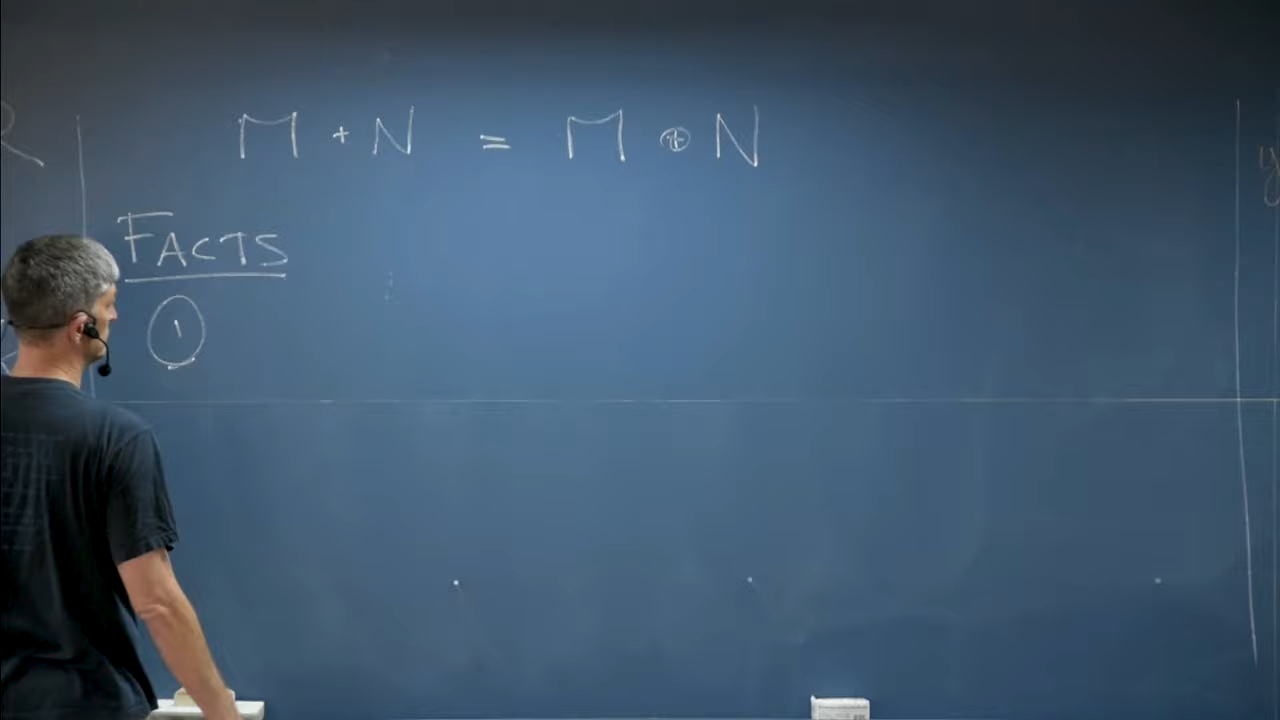 M + N = M ⊕ N
FACTS
①